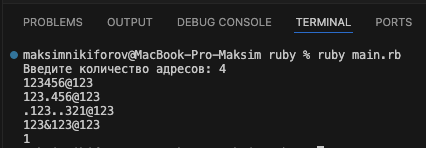 PROBLEMS OUTPUT DEBUG CONSOLE TERMINAL PORTS
maksimnikiforov@MacBook-Pro-Maksim ruby % ruby main.rb
Введите количество адресов: 4
123456@123
123.456@123
.123..321@123
123&123@123
1